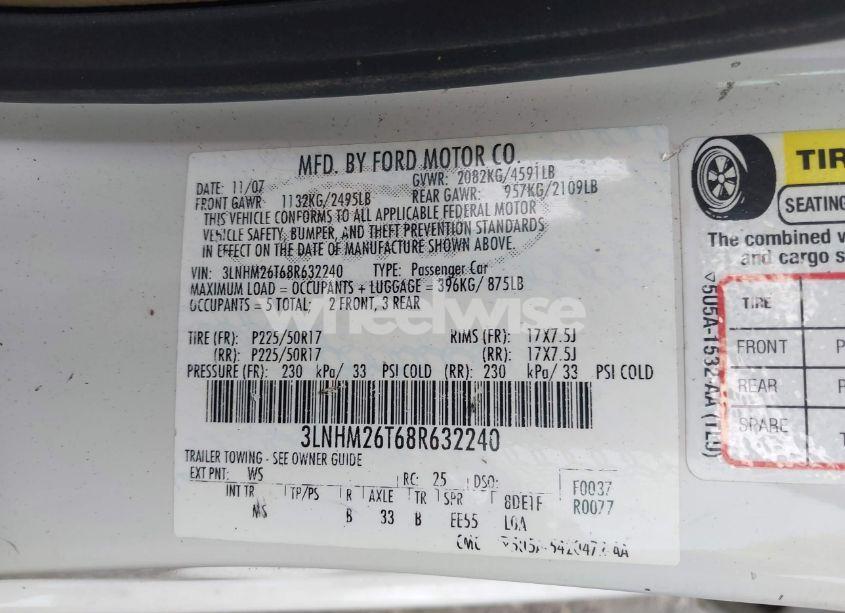 MFD. BY FORD MOTOR CO.
DATE: 11/07 GVWR: 2082KG/4591LB
FRONT GAWR: 1132KG/2495LB REAR GAWR: 957KG/2109LB
THIS VEHICLE CONFORMS TO ALL APPLICABLE FEDERAL MOTOR
VEHICLE SAFETY, BUMPER, AND THEFT PREVENTION STANDARDS
IN EFFECT ON THE DATE OF MANUFACTURE SHOWN ABOVE.
VIN: 3LNHM26T68R632240 TYPE: Passenger Car
MAXIMUM LOAD = OCCUPANTS + LUGGAGE = 396KG/ 875LB
OCCUPANTS = 5 TOTAL; 2 FRONT, 3 REAR
wheelwise
TIRE (FR): P225/50R17 RIMS (FR): 17X7.5J
(RR): P225/50R17 (RR): 17X7.5J
PRESSURE (FR): 230 kPa/ 33 PSI COLD (RR): 230 kPa/ 33 PSI COLD
3LNHM26T68R632240
TRAILER TOWING - SEE OWNER GUIDE
EXT PNT: WS RC: 25 DSO: F0037
INT TR TP/PS R AXLE TR SPR 8DE1F R0077
MS B 33 B EE55
CMC
TIR
SEATING
The combined
and cargo s
TIRE
FRONT P
REAR P
SPARE T
505A-1532-AA